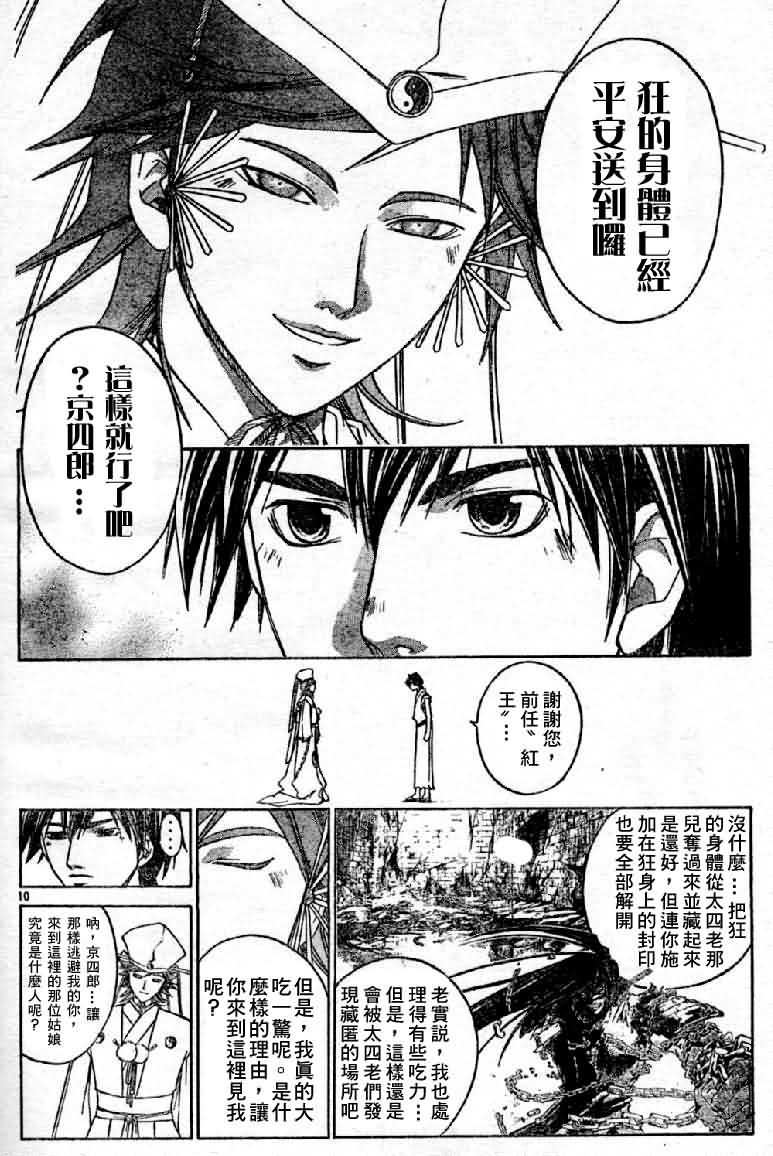 狂的身體已經
平安送到囉
這樣就行了吧
？京四郎…
謝謝您，
前任〝紅
王〞…
沒什麼…把狂
的身體從太四老那
兒奪過來並藏起來
是還好，但連你施
加在狂身上的封印
也要全部解開
老實説，我也處
理得有些吃力…
但是，這樣還是
會被太四老們發
現藏匿的場所吧
但是，我真的大
吃一驚呢。是什
麼樣的理由，讓
你來到這裡見我
呢？
……
10
吶，京四郎…讓
那樣逃避我的你，
來到這裡的那位姑娘
究竟是什麼人呢？